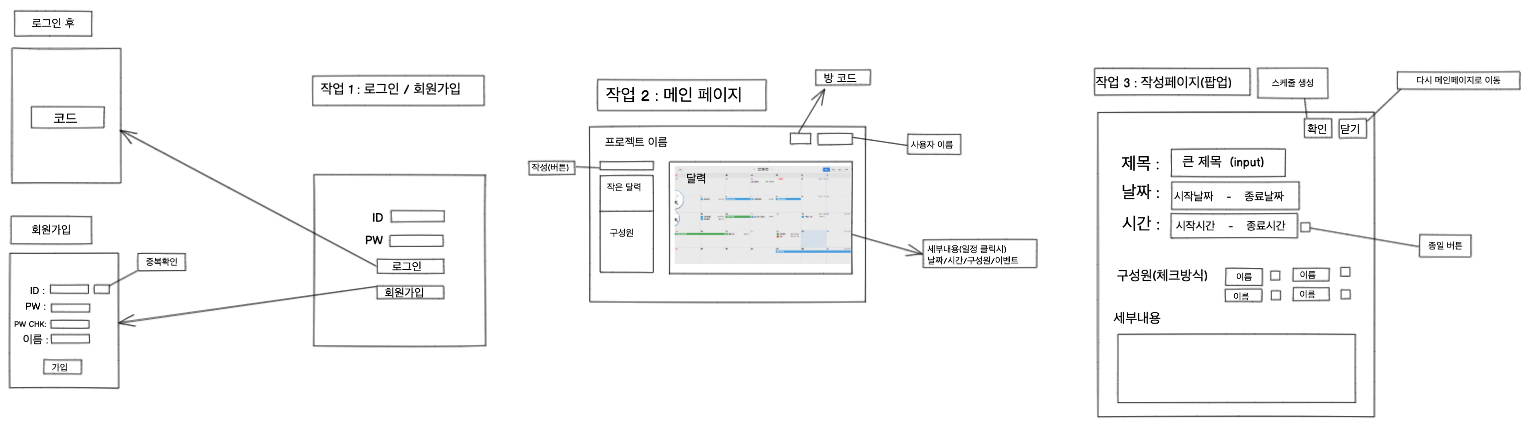 로그인 후
코드
회원가입
중복확인
ID :
PW :
PW CHK:
이름 :
가입
작업 1 : 로그인 / 회원가입
ID
PW
로그인
회원가입
작업 2 : 메인 페이지
방 코드
프로젝트 이름
사용자 이름
작성(버튼)
작은 달력
구성원
달력
세부내용(일정 클릭시)
날짜/시간/구성원/이벤트
작업 3 : 작성페이지(팝업)
스케줄 생성
다시 메인페이지로 이동
확인
닫기
제목 :
큰 제목 (input)
날짜 :
시작날짜 - 종료날짜
시간 :
시작시간 - 종료시간
종일 버튼
구성원(체크방식)
이름
이름
이름
이름
세부내용